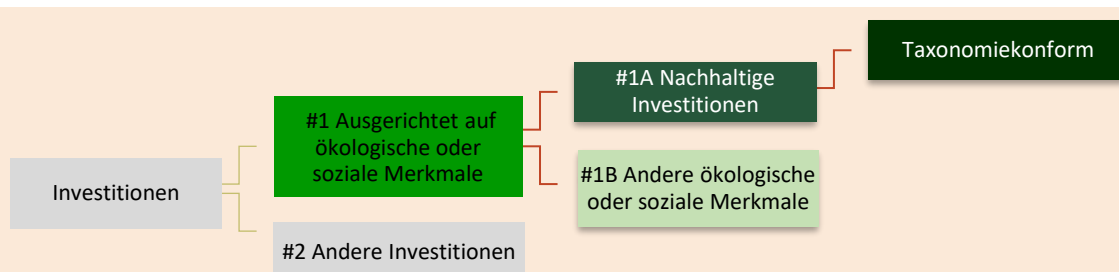 Investitionen
#1 Ausgerichtet auf
ökologische oder
soziale Merkmale
#2 Andere Investitionen
#1A Nachhaltige
Investitionen
#1B Andere ökologische
oder soziale Merkmale
Taxonomiekonform